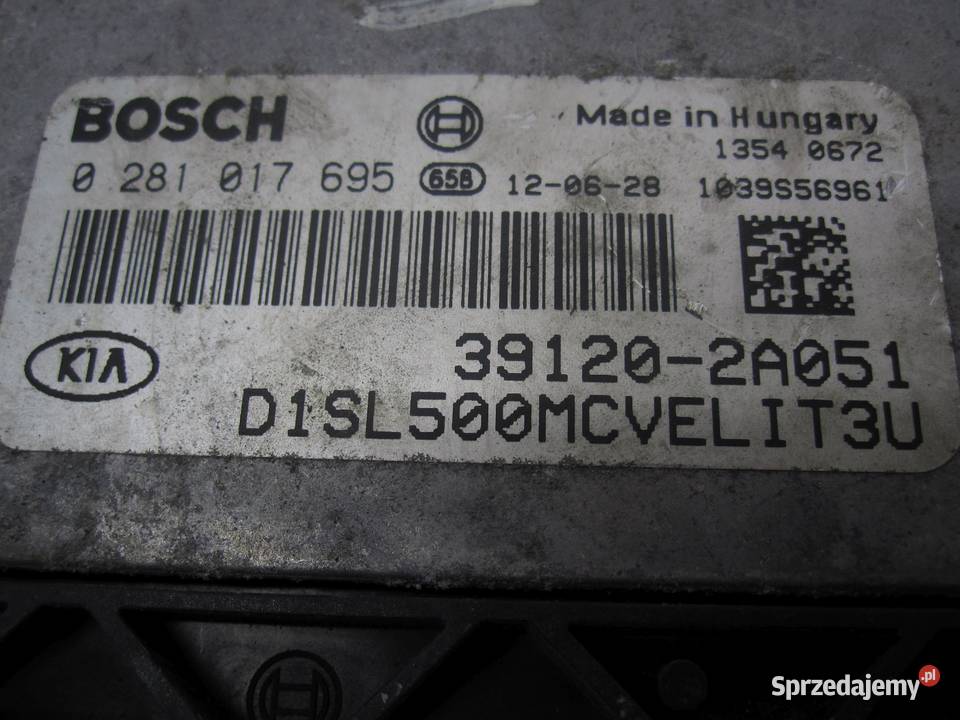 BOSCH
Made in Hungary
1354 0672
0 281 017 695 65B 12-06-28 1039S56961
KIA
39120-2A051
D1SL500MCVELIT3U
Sprzedajemy.pl